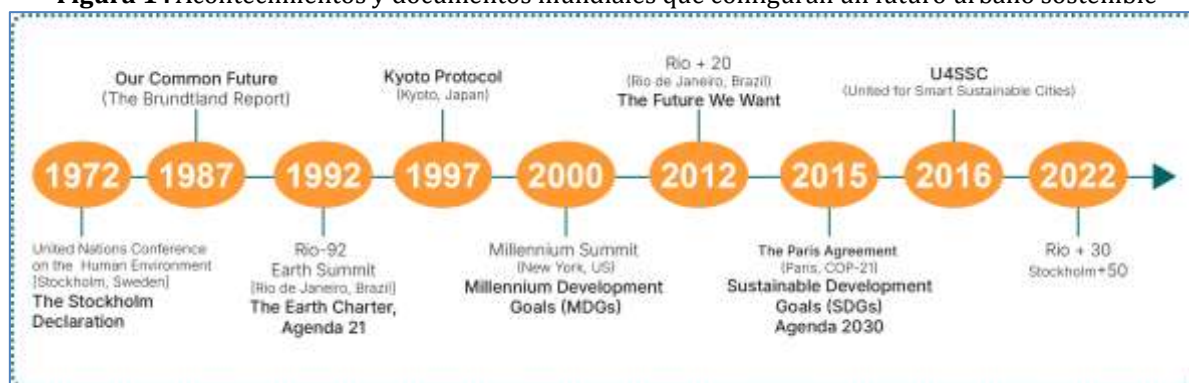 Figura 1. Acontecimientos y documentos mundiales que configuran un futuro urbano sostenible
Our Common Future
(The Brundtland Report)
Kyoto Protocol
(Kyoto, Japan)
Rio + 20
(Rio de Janeiro, Brazil)
The Future We Want
U4SSC
(United for Smart Sustainable Cities)
1972
1987
1992
1997
2000
2012
2015
2016
2022
United Nations Conference
on the Human Environment
[Stockholm, Sweden]
The Stockholm
Declaration
Rio-92
Earth Summit
[Rio de Janeiro, Brazil]
The Earth Charter,
Agenda 21
Millennium Summit
(New York, US)
Millennium Development
Goals (MDGs)
The Paris Agreement
(Paris, COP-21)
Sustainable Development
Goals (SDGs)
Agenda 2030
Rio + 30
Stockholm+50